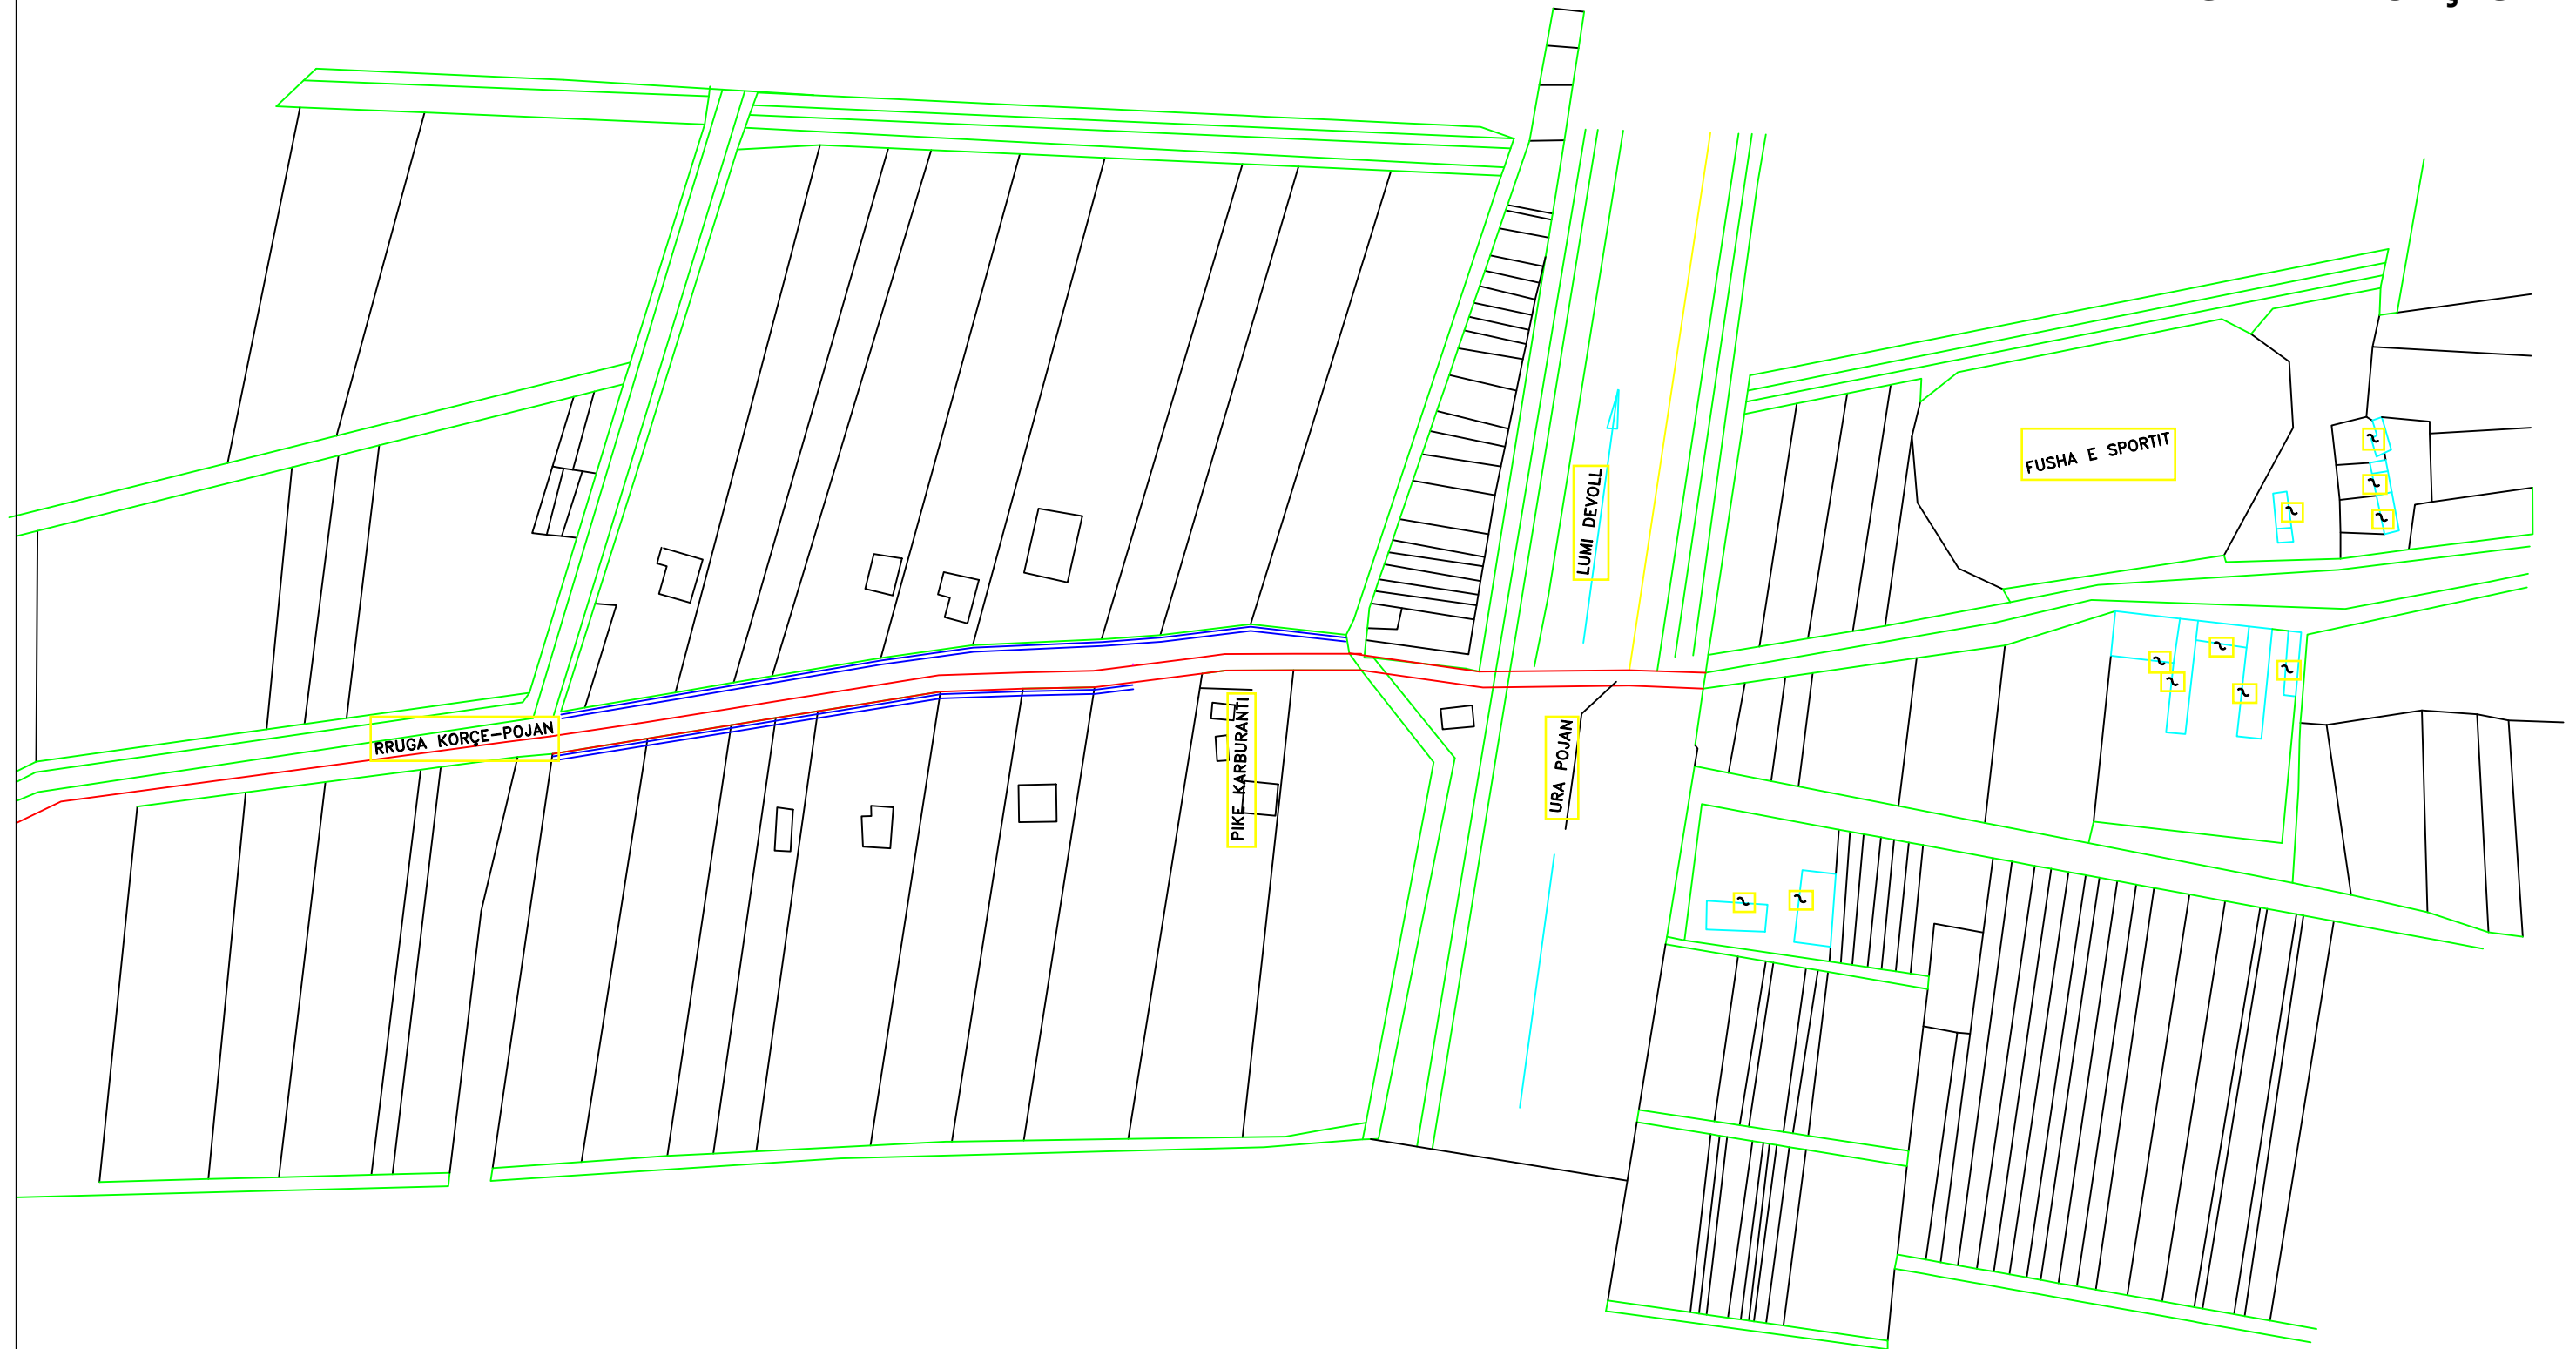 FUSHA E SPORTIT
LUMI DEVOLL
RRUGA KORÇE-POJAN
PIKE KARBURANTI
URA POJAN